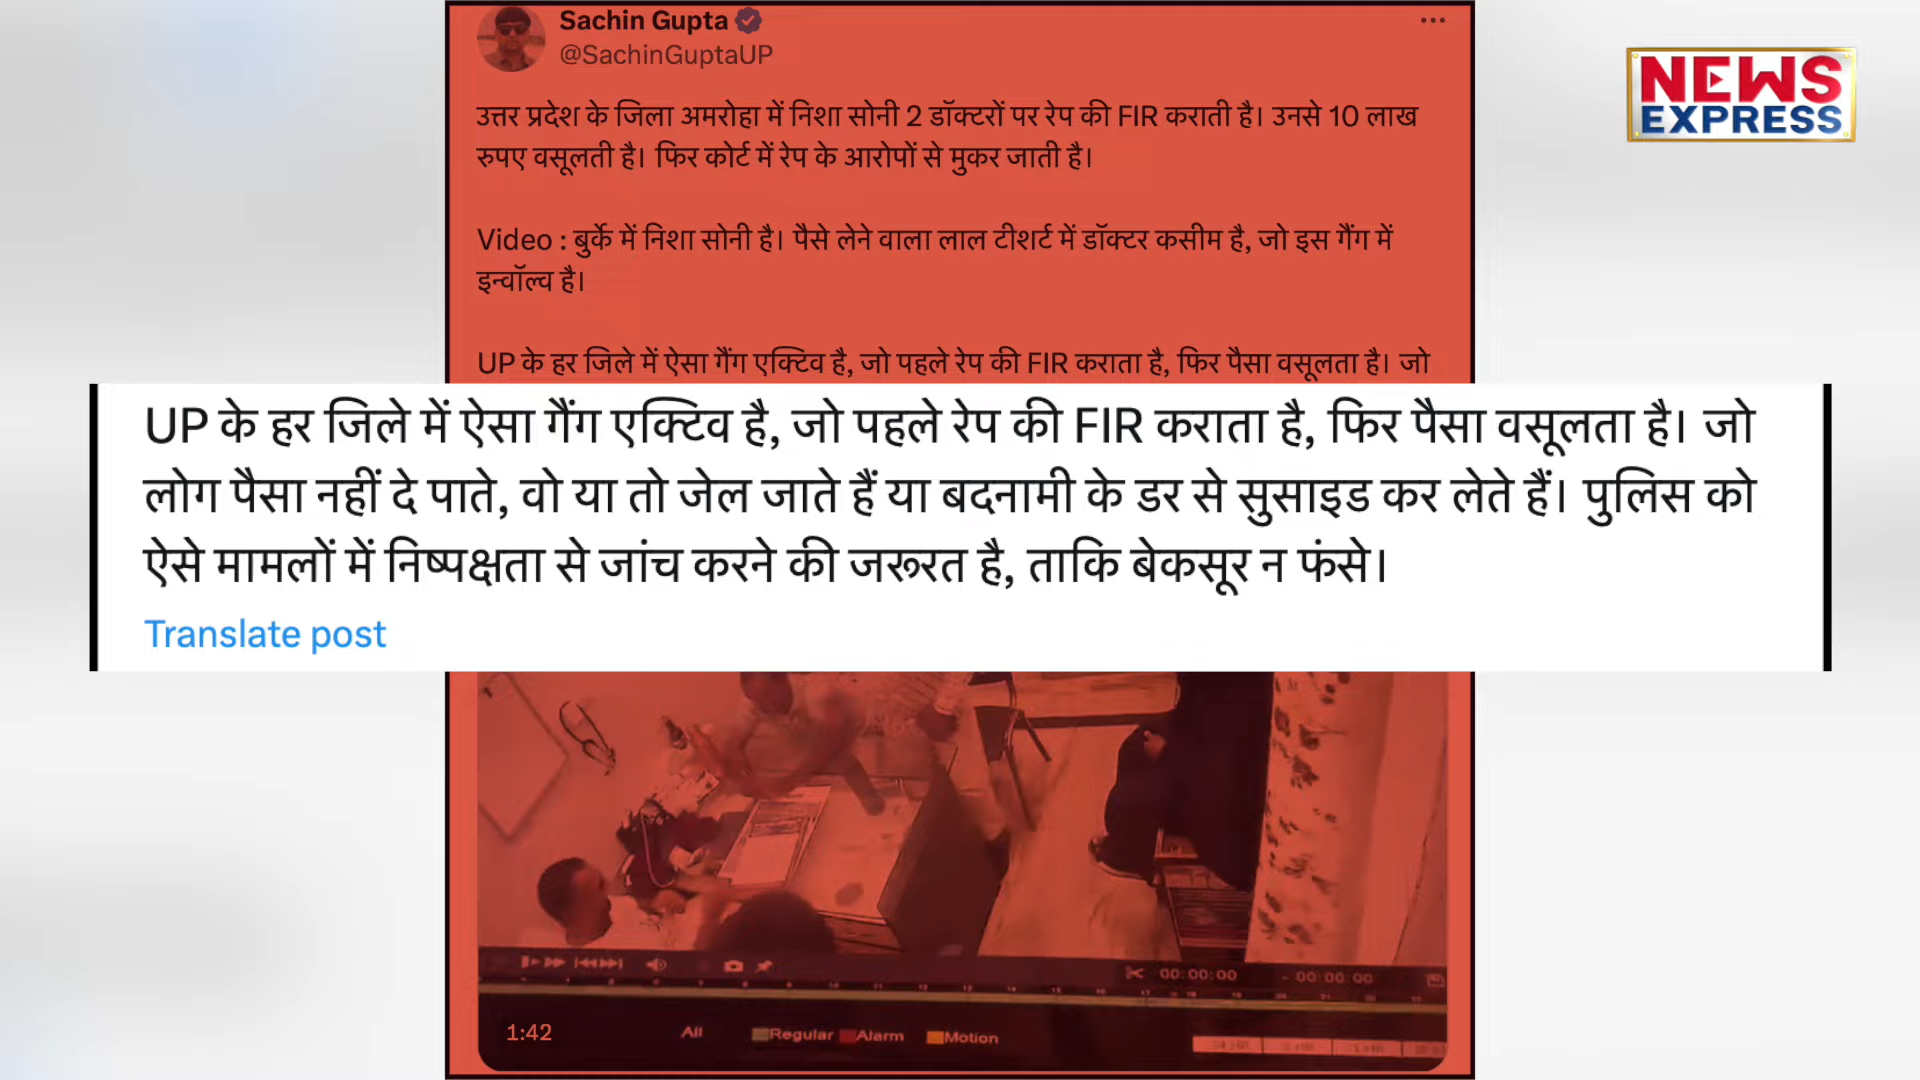 Sachin Gupta
@SachinGuptaUP
NEWS
EXPRESS
उत्तर प्रदेश के जिला अमरोहा में निशा सोनी 2 डॉक्टरों पर रेप की FIR कराती है। उनसे 10 लाख
रुपए वसूलती है। फिर कोर्ट में रेप के आरोपों से मुकर जाती है।
Video : बुर्के में निशा सोनी है। पैसे लेने वाला लाल टीशर्ट में डॉक्टर कसीम है, जो इस गैंग में
इन्वॉल्व है।
UP के हर जिले में ऐसा गैंग एक्टिव है, जो पहले रेप की FIR कराता है, फिर पैसा वसूलता है। जो
UP के हर जिले में ऐसा गैंग एक्टिव है, जो पहले रेप की FIR कराता है, फिर पैसा वसूलता है। जो
लोग पैसा नहीं दे पाते, वो या तो जेल जाते हैं या बदनामी के डर से सुसाइड कर लेते हैं। पुलिस को
ऐसे मामलों में निष्पक्षता से जांच करने की जरूरत है, ताकि बेकसूर न फंसे।
Translate post
00:00:00 - 00:00:00
1:42
All Regular Alarm Motion